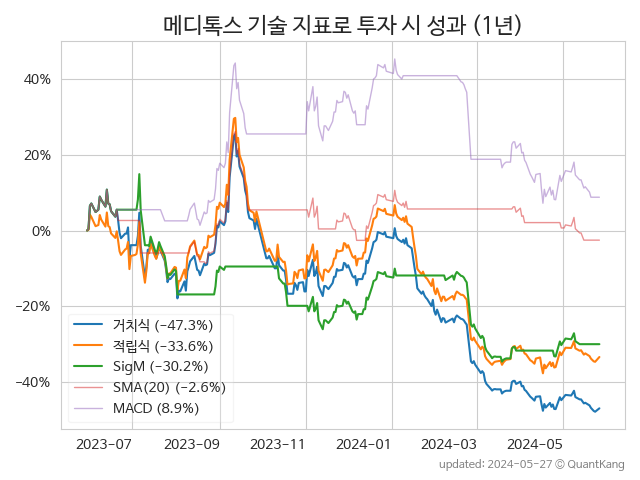 메디톡스 기술 지표로 투자 시 성과 (1년)
40%
20%
0%
−20%
−40%
거치식 (−47.3%)
적립식 (−33.6%)
SigM (−30.2%)
SMA(20) (−2.6%)
MACD (8.9%)
2023−07
2023−09
2023−11
2024−01
2024−03
2024−05
updated: 2024−05−27 © QuantKang